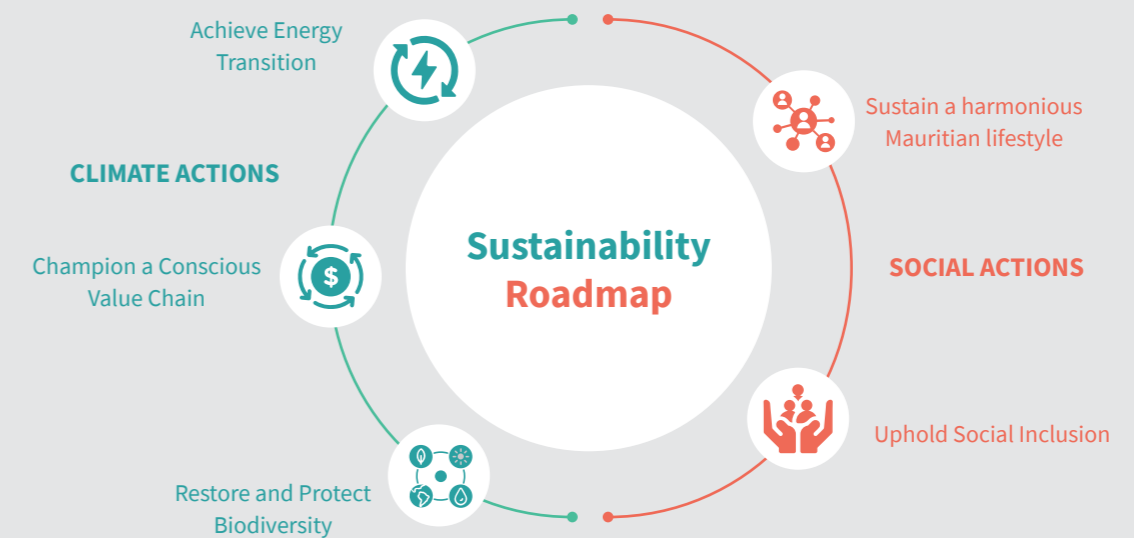 Achieve Energy
Transition
CLIMATE ACTIONS
Champion a Conscious
Value Chain
$
Restore and Protect
Biodiversity
Sustainability
Roadmap
Sustain a harmonious
Mauritian lifestyle
SOCIAL ACTIONS
Uphold Social Inclusion